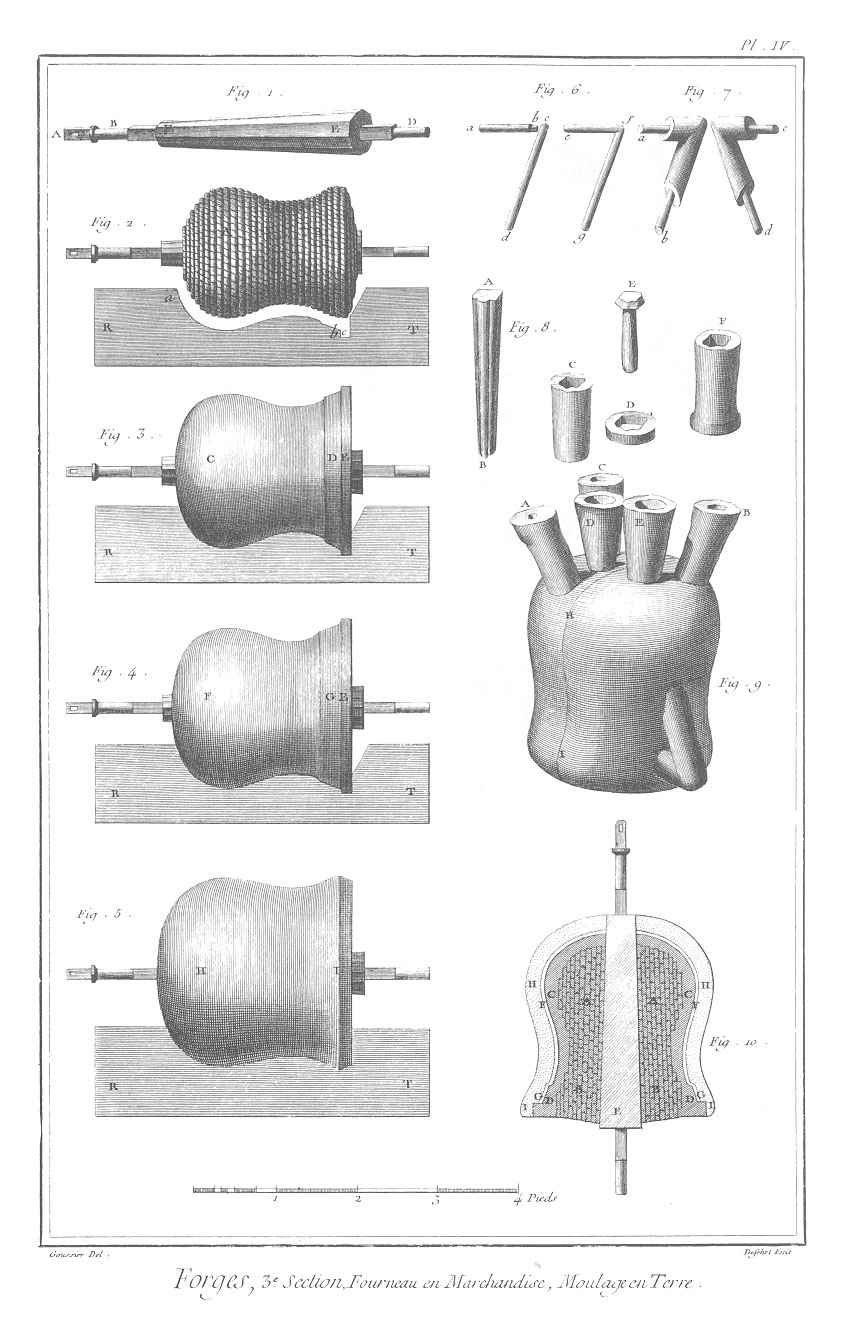 Pl. IV.
Fig. 1.
A B F E D
Fig. 2.
a b c
R T
Fig. 3.
C D E
R T
Fig. 4.
F G E
R T
Fig. 5.
H I
R T
Fig. 6.
a b c
d
e f
g
Fig. 7.
a b
c d
Fig. 8.
A
B
C
D
E
F
Fig. 9.
A C D E B
H
I
Fig. 10.
H C A A C H
F F
B B
I G D E D G I
1 2 3 4 Pieds
Goussier Del.
Defehrt Fecit
Forges, 3e Section, Fourneau en Marchandise, Moulage en Terre.